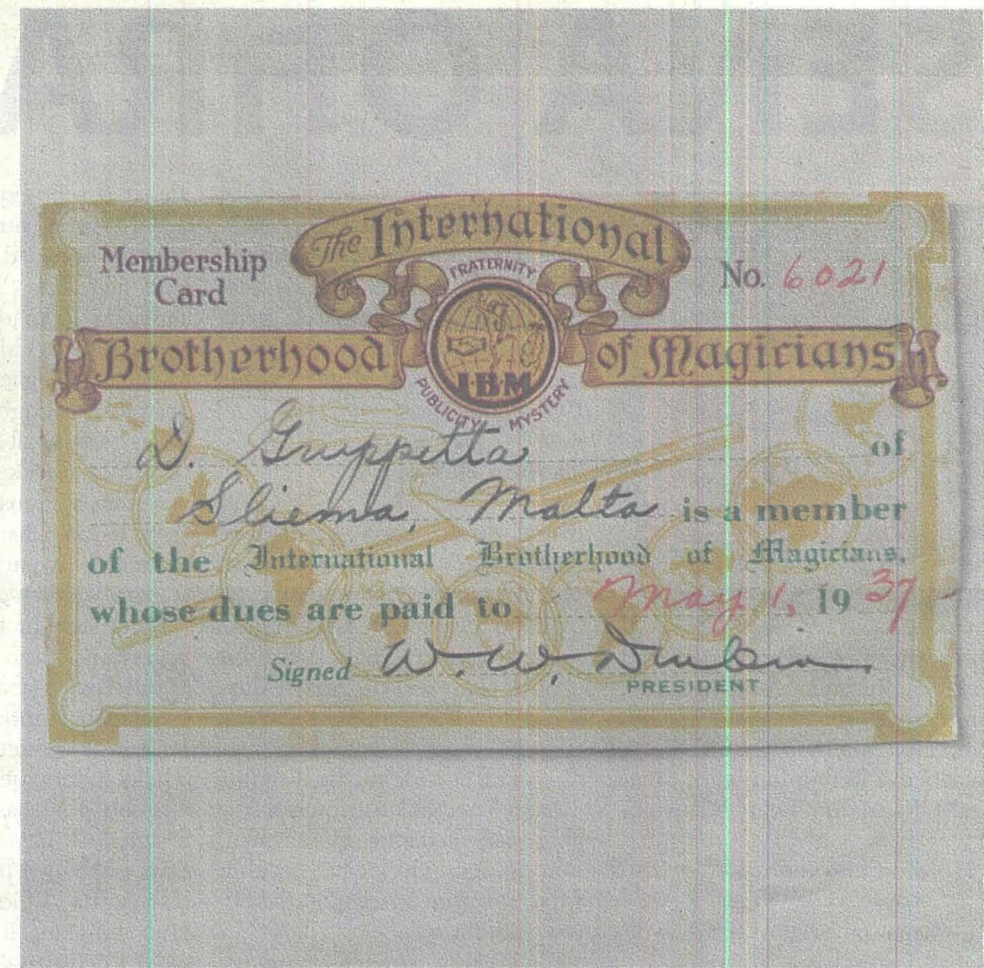 The International
Membership Card
No. 6021
FRATERNITY
Brotherhood of Magicians
I·B·M
PUBLICITY MYSTERY
D. Gruppetta of
Sliema, Malta is a member
of the International Brotherhood of Magicians,
whose dues are paid to May 1, 1937
Signed W. W. Durbin
PRESIDENT